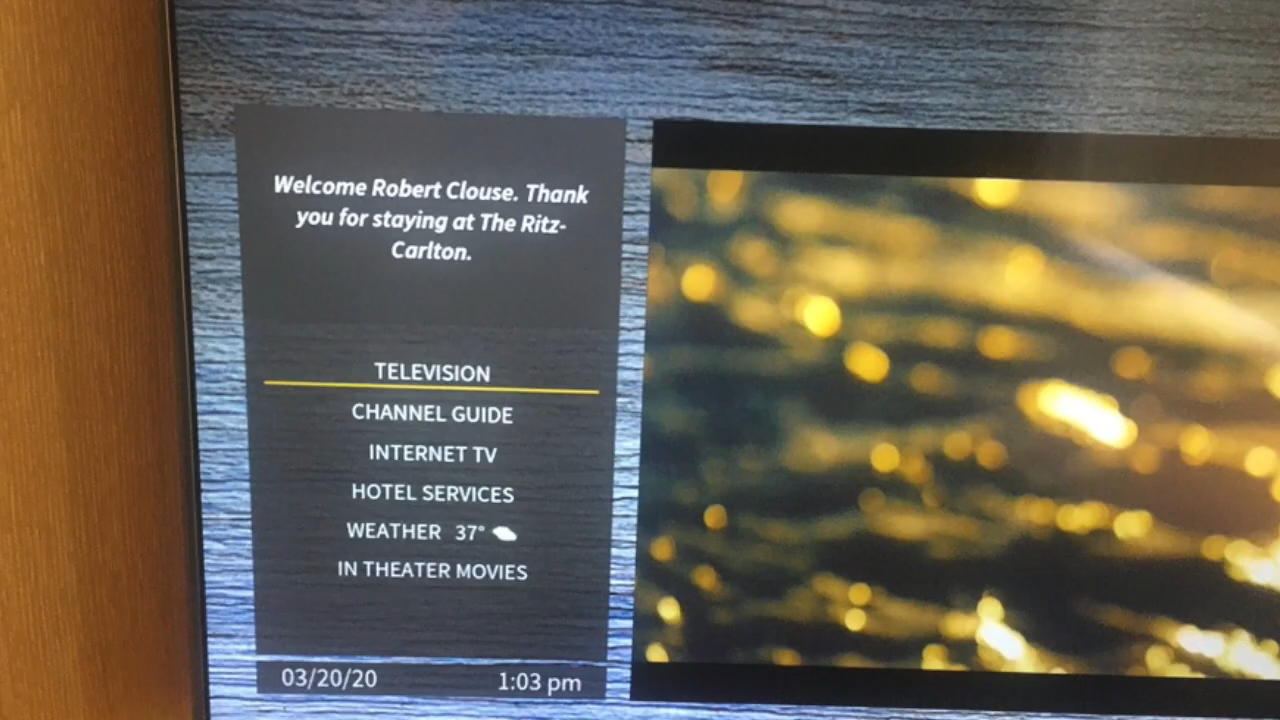 Welcome Robert Clouse. Thank
you for staying at The Ritz-
Carlton.
TELEVISION
CHANNEL GUIDE
INTERNET TV
HOTEL SERVICES
WEATHER 37°
IN THEATER MOVIES
03/20/20 1:03 pm